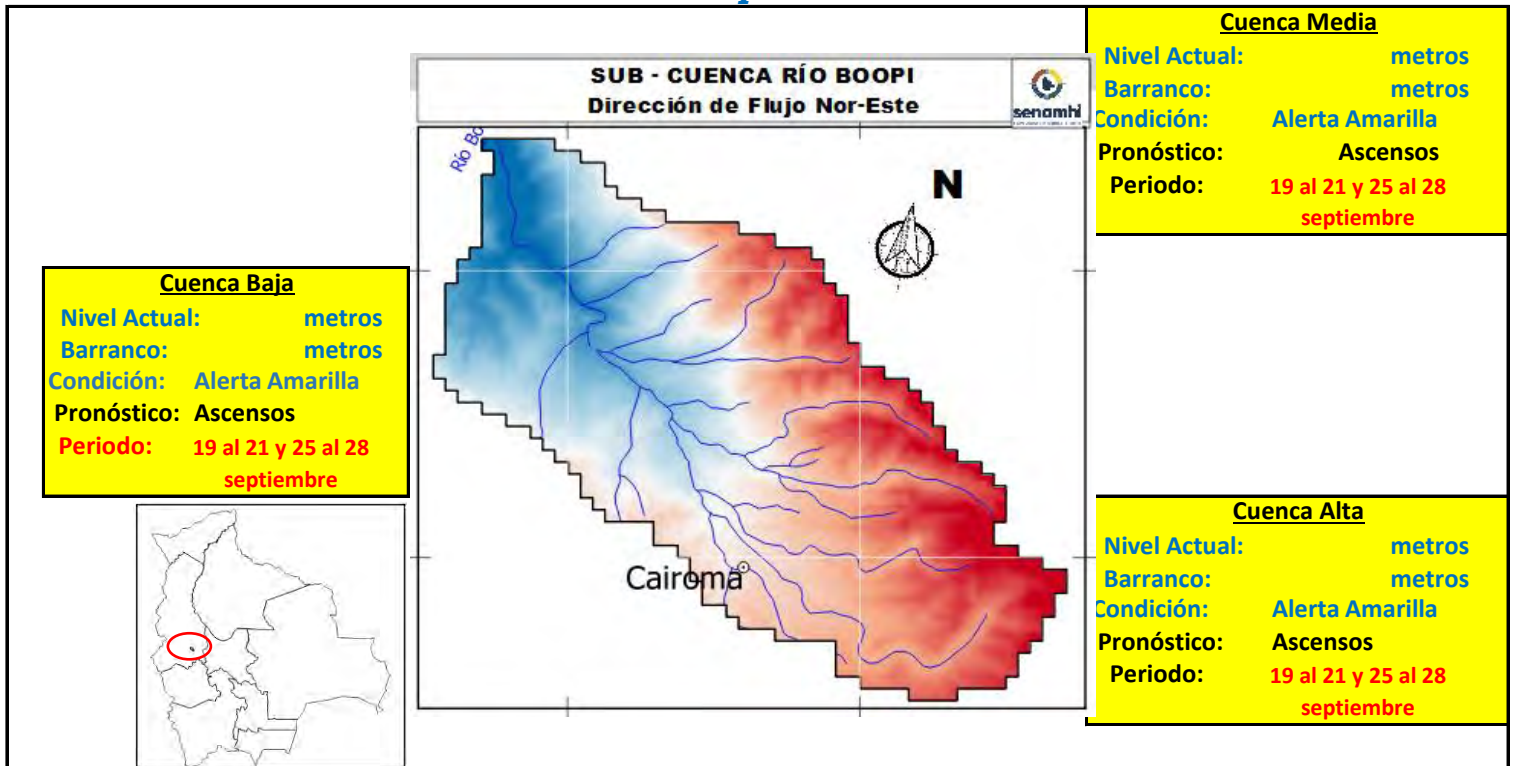 Cuenca Media
Nivel Actual: metros
Barranco: metros
Condición: Alerta Amarilla
Pronóstico: Ascensos
Periodo: 19 al 21 y 25 al 28
septiembre
SUB - CUENCA RÍO BOOPI
Dirección de Flujo Nor-Este
senamhi
Río Bo
N
Cuenca Baja
Nivel Actual: metros
Barranco: metros
Condición: Alerta Amarilla
Pronóstico: Ascensos
Periodo: 19 al 21 y 25 al 28
septiembre
Cairoma
Cuenca Alta
Nivel Actual: metros
Barranco: metros
Condición: Alerta Amarilla
Pronóstico: Ascensos
Periodo: 19 al 21 y 25 al 28
septiembre